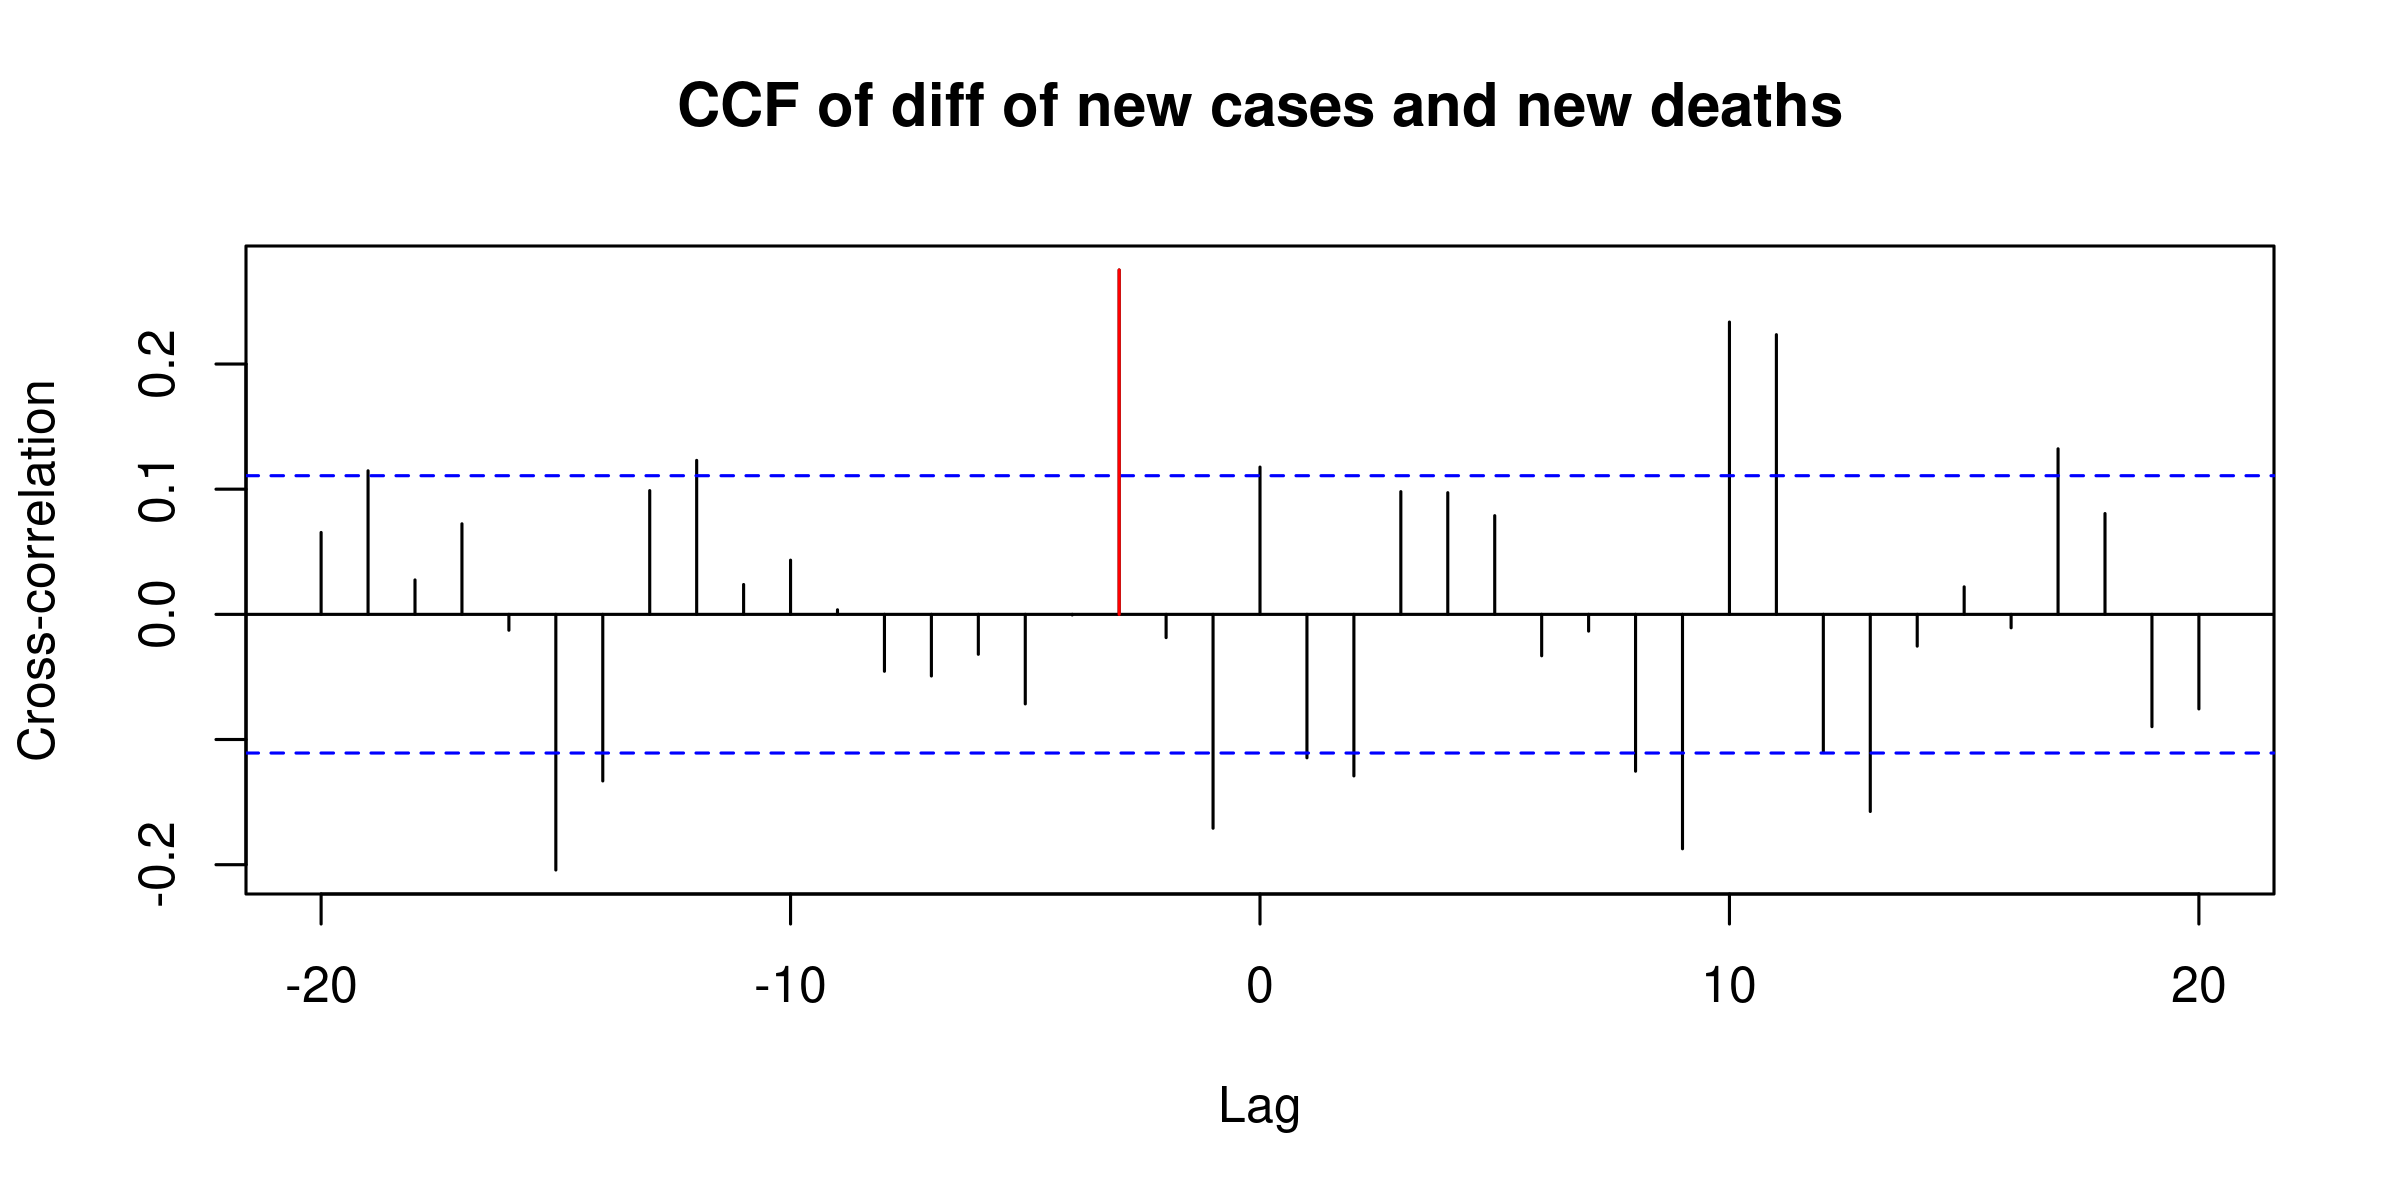 CCF of diff of new cases and new deaths
Cross-correlation
0.2
0.1
0.0
-0.2
-20 -10 0 10 20
Lag